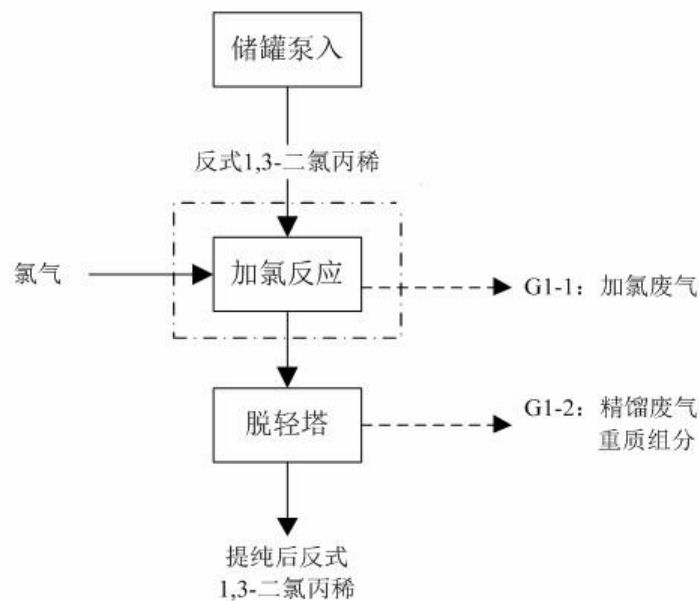 储罐泵入
反式1,3-二氯丙稀
氯气
加氯反应
G1-1：加氯废气
脱轻塔
G1-2：精馏废气
重质组分
提纯后反式
1,3-二氯丙稀